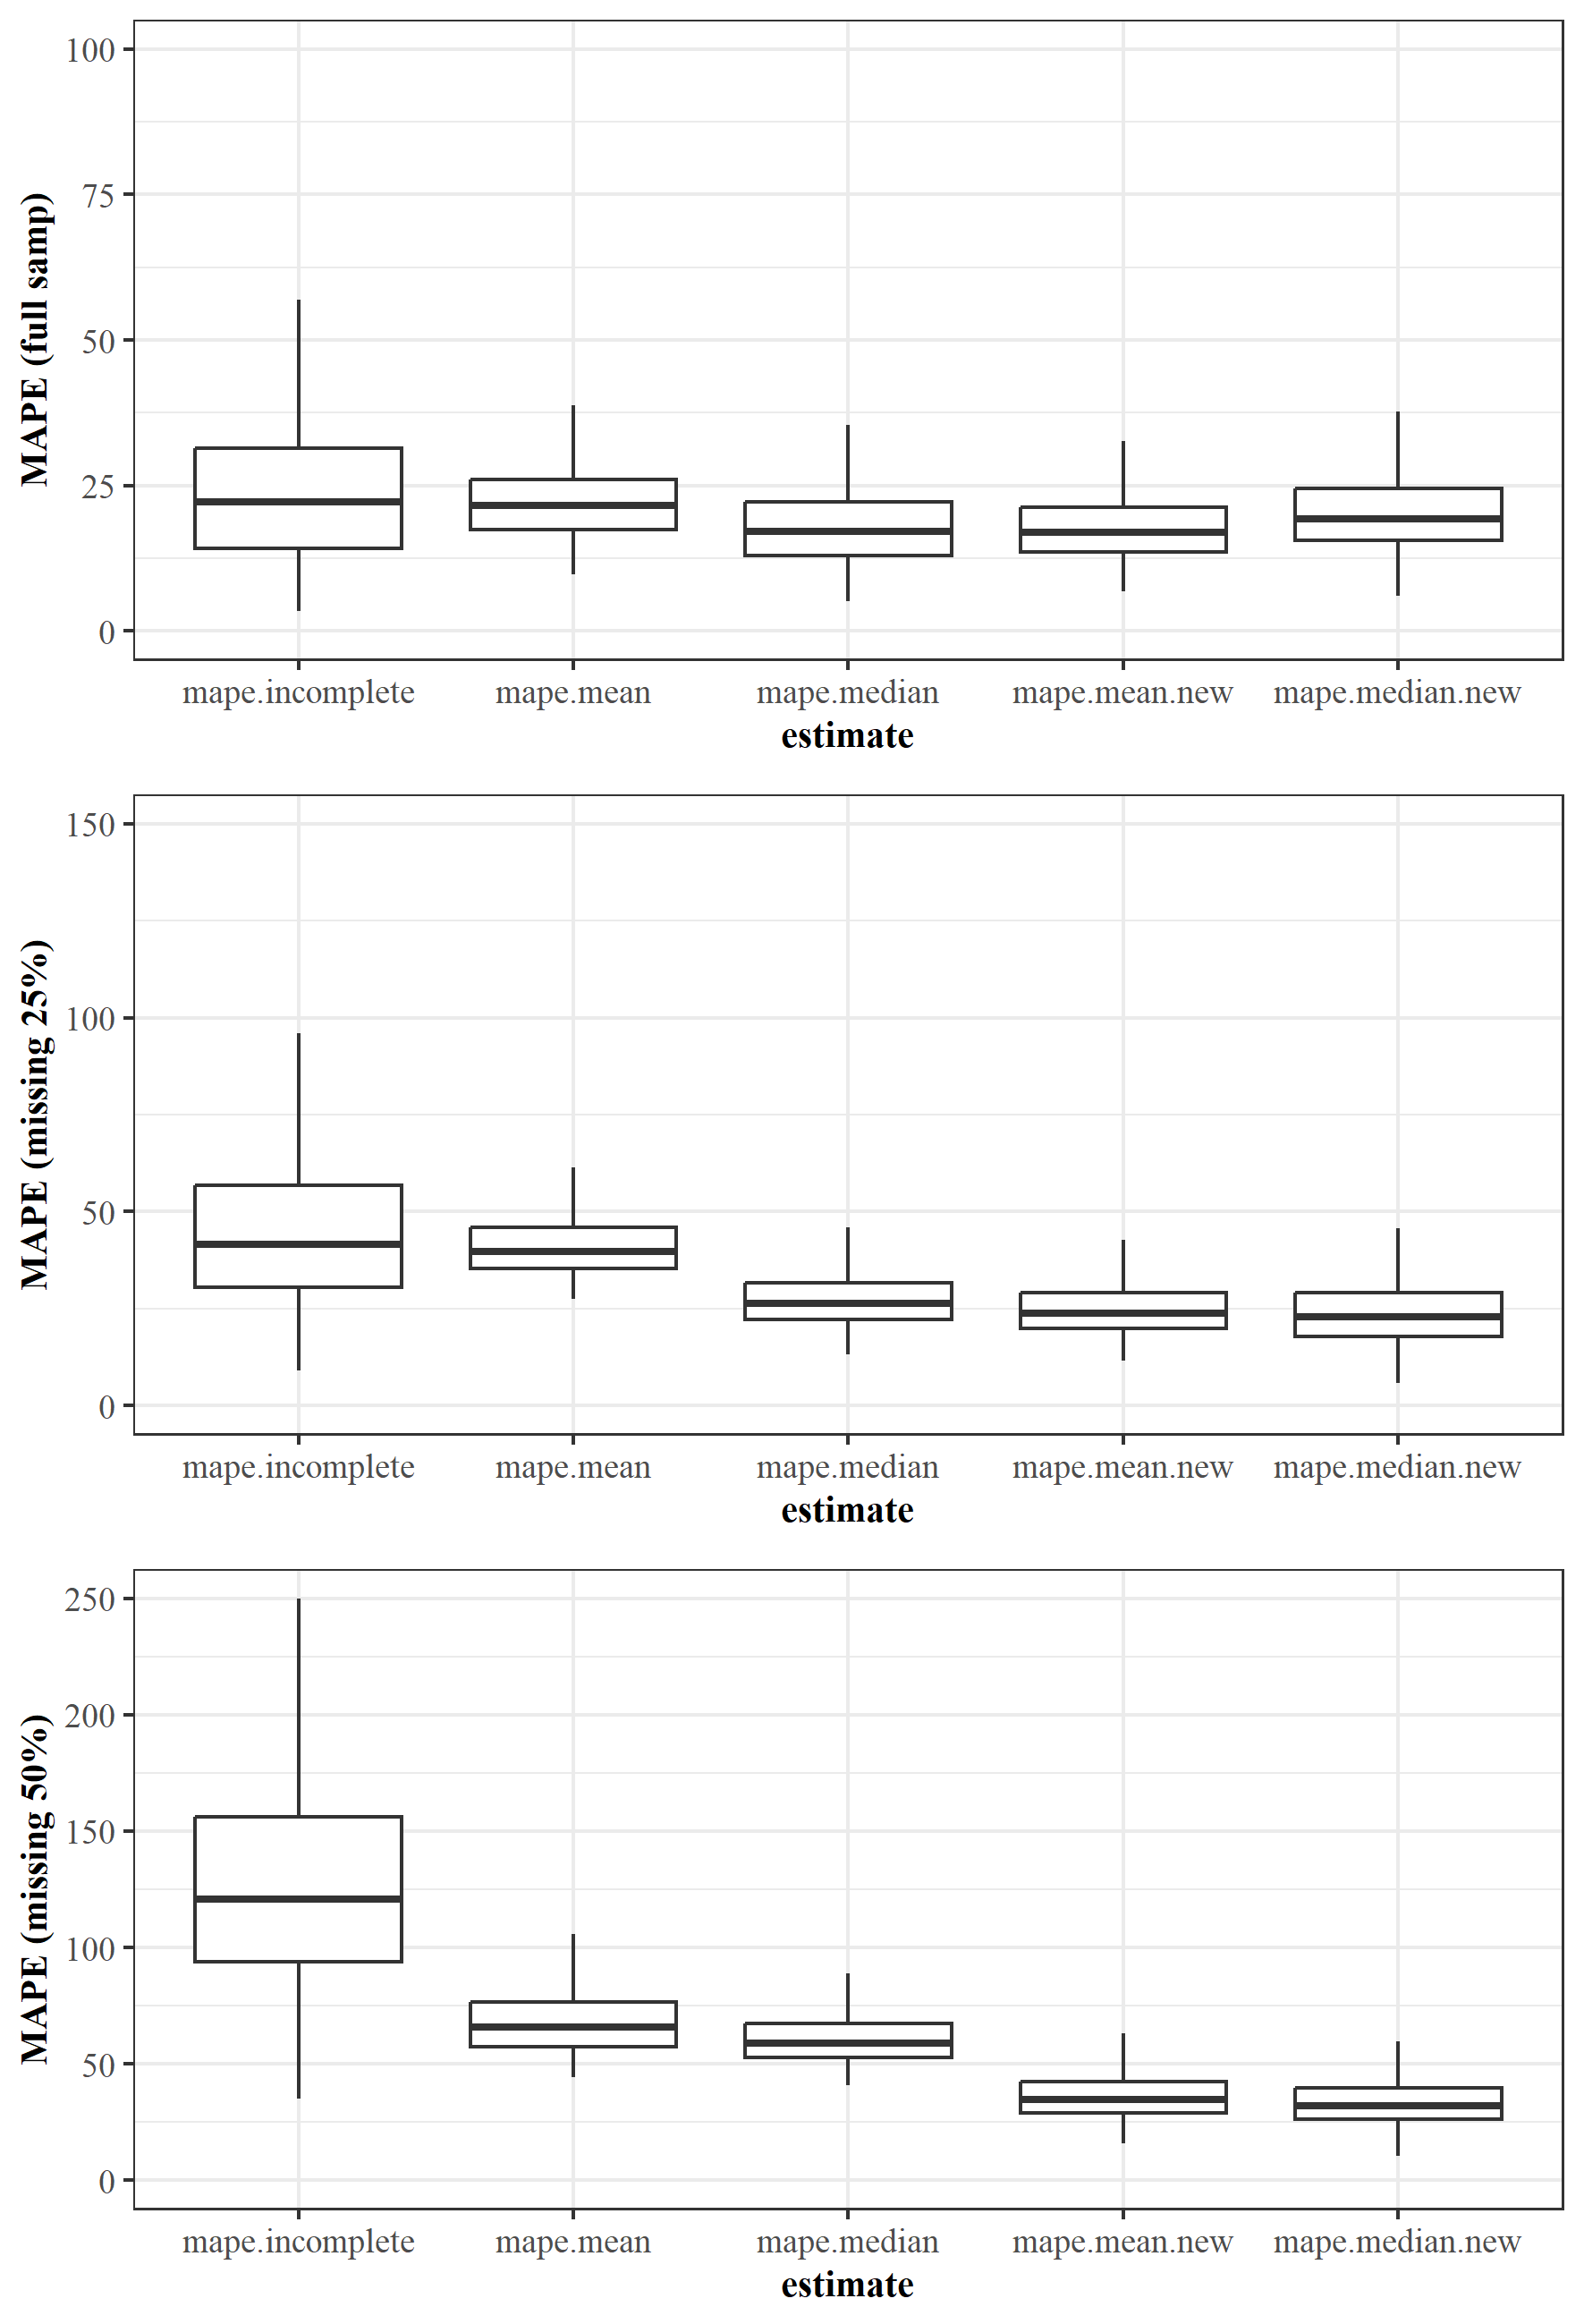 MAPE (full samp)
100
75
50
25
0
mape.incomplete mape.mean mape.median mape.mean.new mape.median.new
estimate
MAPE (missing 25%)
150
100
50
0
mape.incomplete mape.mean mape.median mape.mean.new mape.median.new
estimate
MAPE (missing 50%)
250
200
150
100
50
0
mape.incomplete mape.mean mape.median mape.mean.new mape.median.new
estimate